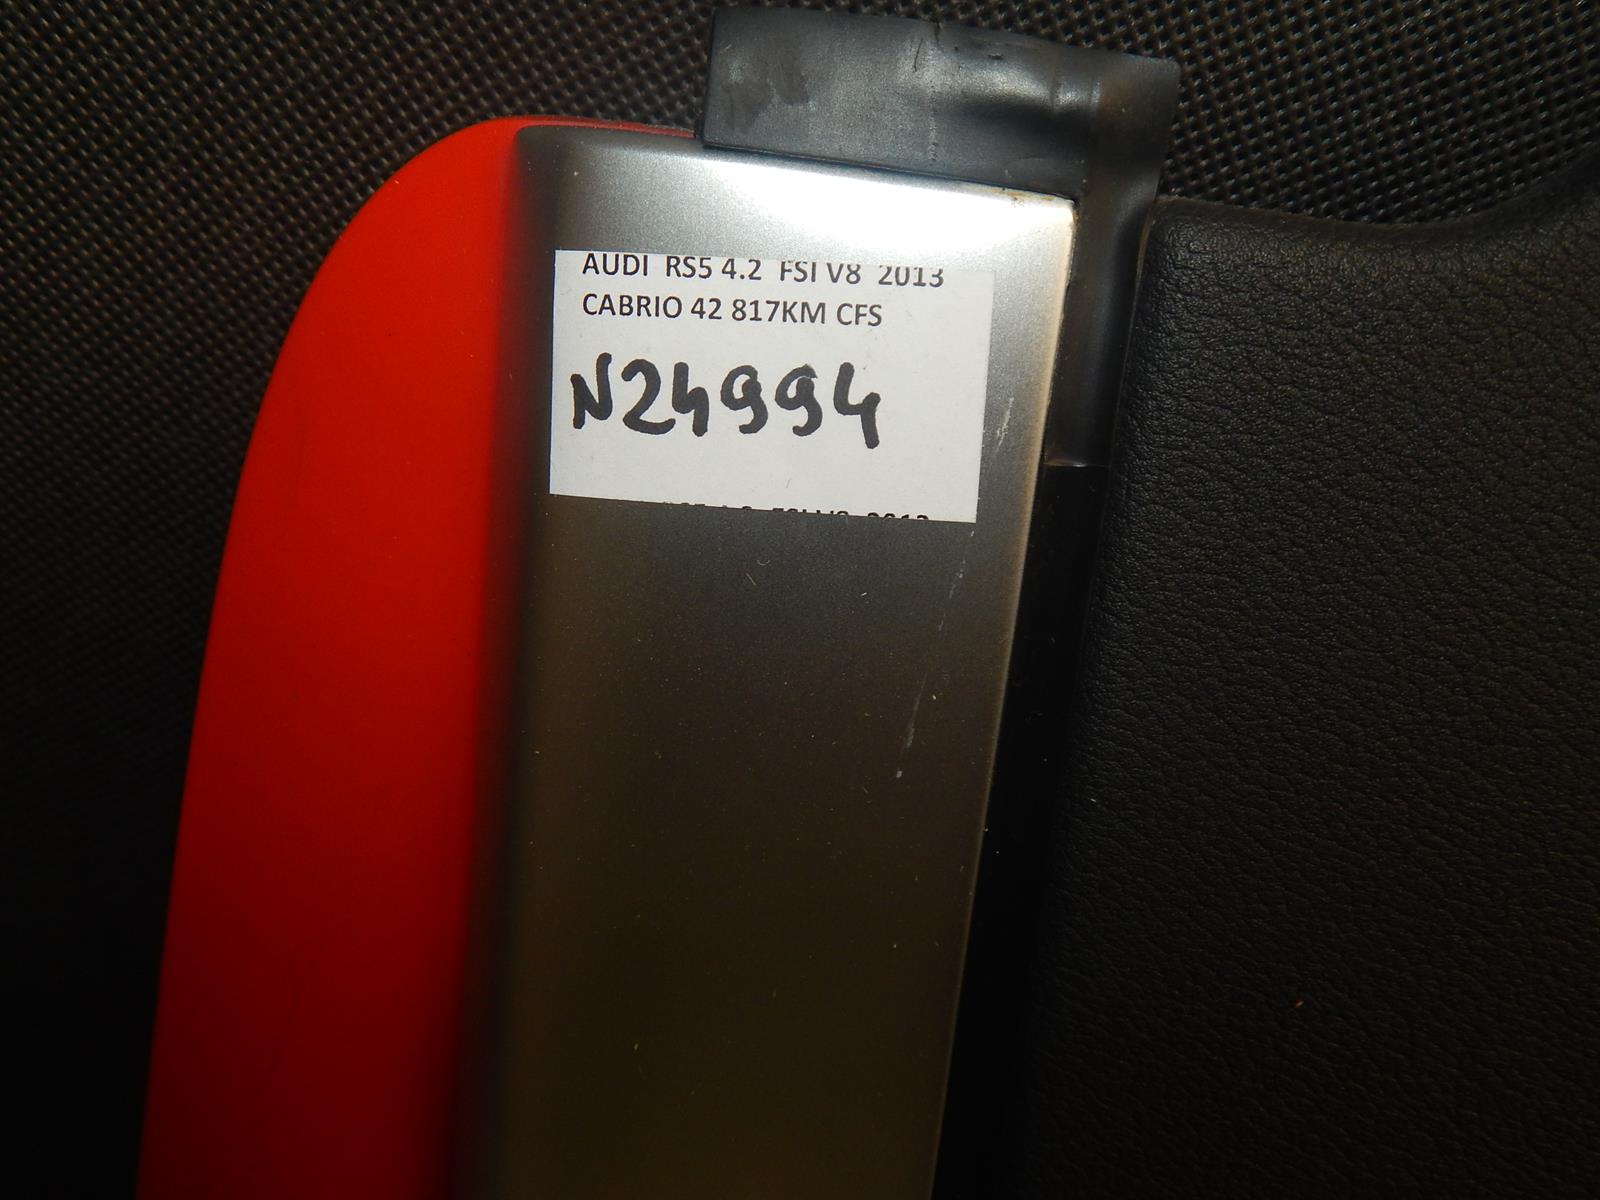 AUDI RS5 4.2 FSI V8 2013
CABRIO 42 817KM CFS
N24994